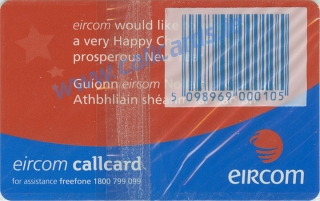 eircom would like
a very Happy C
prosperous New
Guíonn eircom N
Athbhliain shéa
5 098969 000105
eircom callcard
for assistance freefone 1800 799 099
eircom